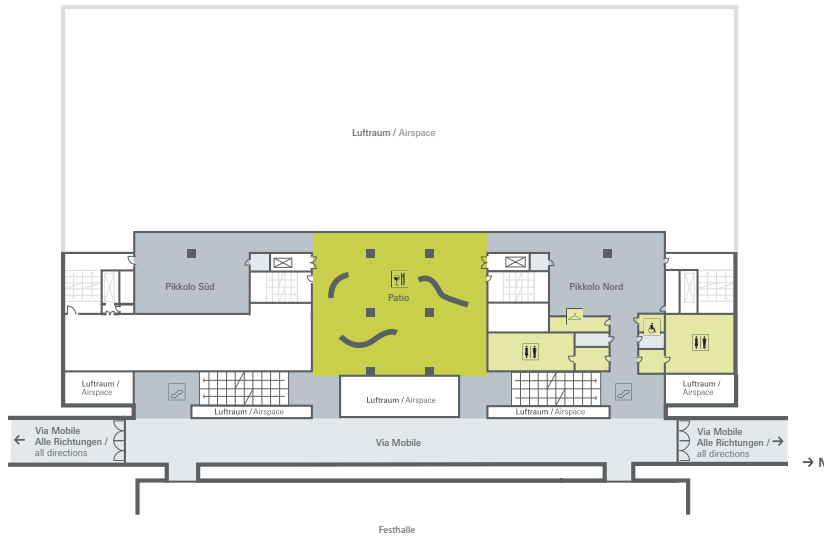 Luftraum / Airspace
Pikkolo Süd
Patio
Pikkolo Nord
Luftraum /
Airspace
Luftraum / Airspace
Luftraum / Airspace
Luftraum / Airspace
Luftraum /
Airspace
Via Mobile
Alle Richtungen /
all directions
Via Mobile
Via Mobile
Alle Richtungen /
all directions
Festhalle